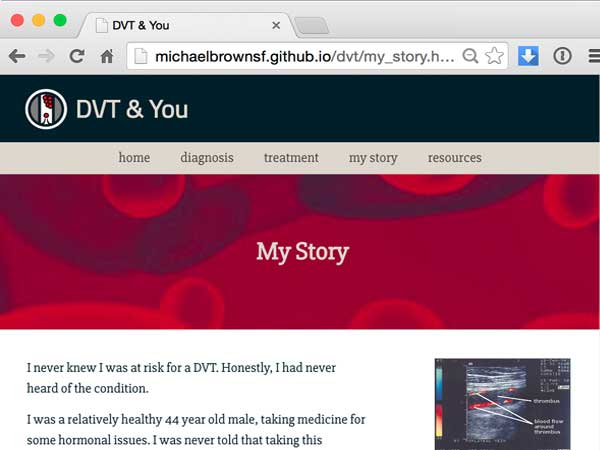 DVT & You
michaelbrownsf.github.io/dvt/my_story.h...
DVT & You
home diagnosis treatment my story resources
My Story
I never knew I was at risk for a DVT. Honestly, I had never
heard of the condition.
I was a relatively healthy 44 year old male, taking medicine for
some hormonal issues. I was never told that taking this
thrombus
blood flow
around
thrombus